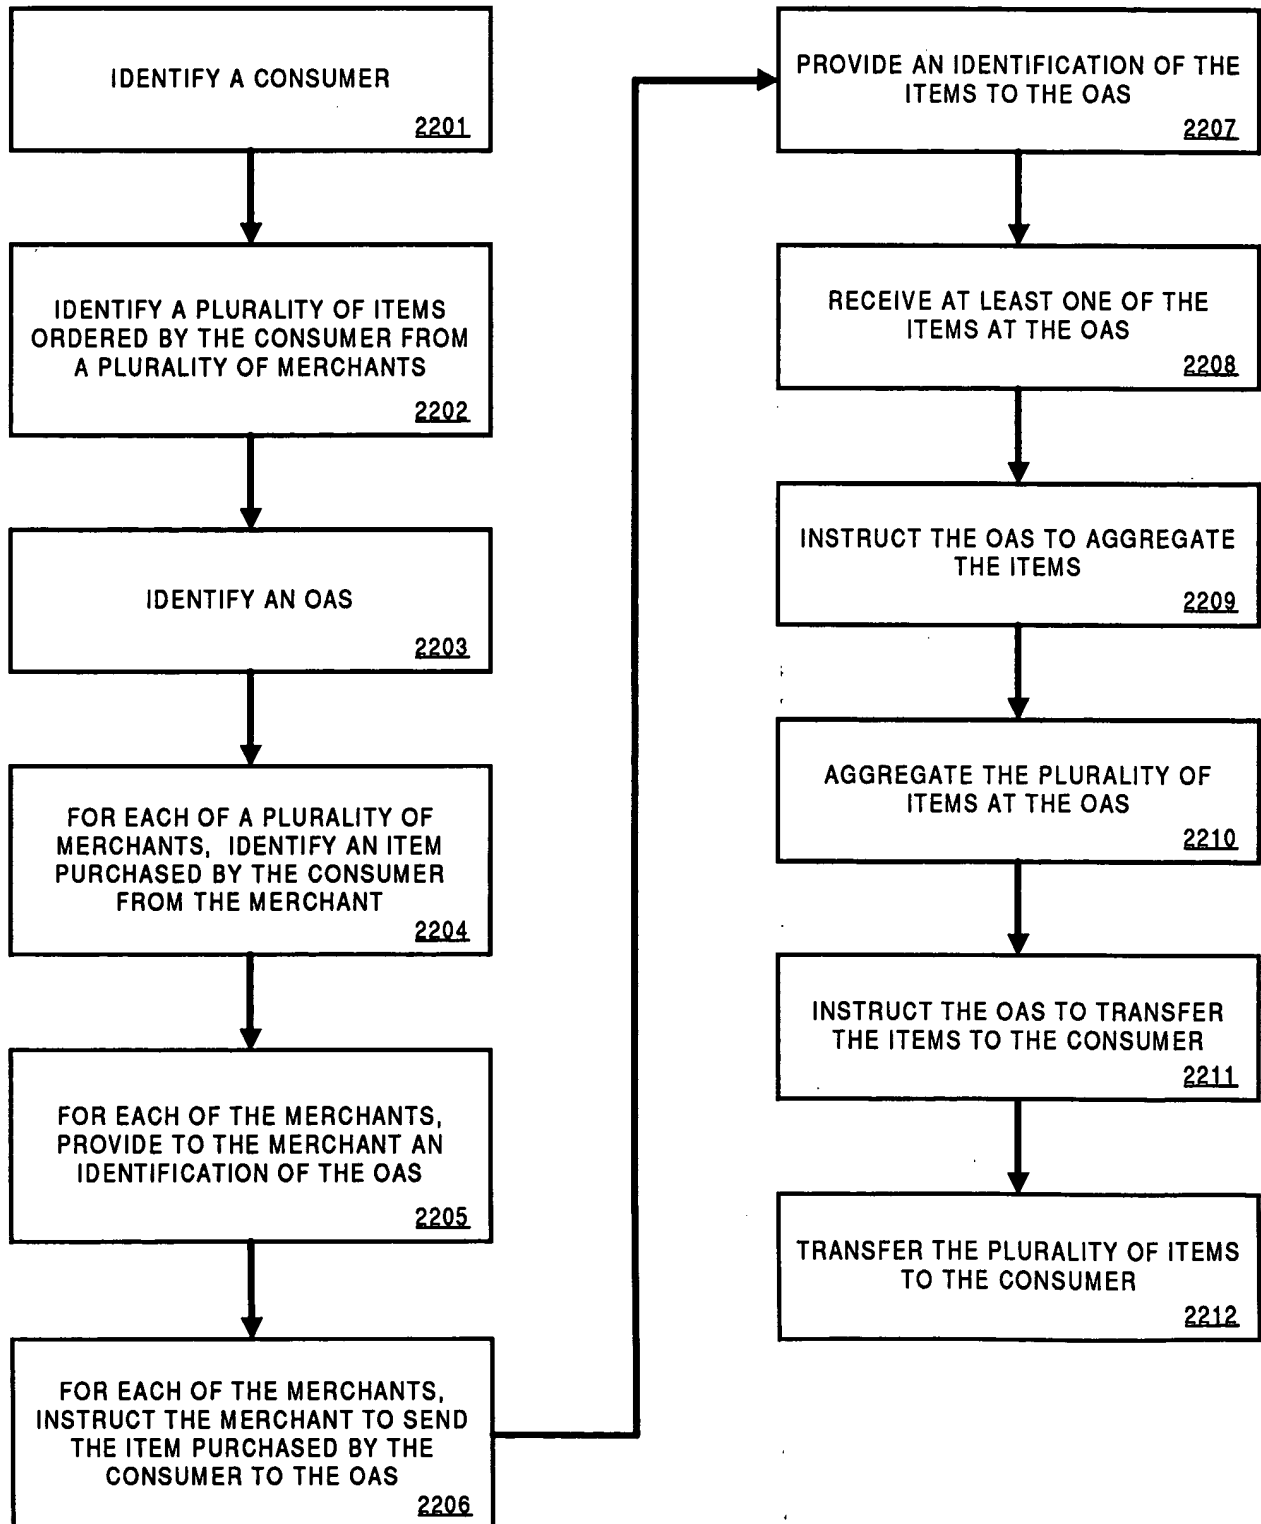 IDENTIFY A CONSUMER
2201
IDENTIFY A PLURALITY OF ITEMS
ORDERED BY THE CONSUMER FROM
A PLURALITY OF MERCHANTS
2202
IDENTIFY AN OAS
2203
FOR EACH OF A PLURALITY OF
MERCHANTS, IDENTIFY AN ITEM
PURCHASED BY THE CONSUMER
FROM THE MERCHANT
2204
FOR EACH OF THE MERCHANTS,
PROVIDE TO THE MERCHANT AN
IDENTIFICATION OF THE OAS
2205
FOR EACH OF THE MERCHANTS,
INSTRUCT THE MERCHANT TO SEND
THE ITEM PURCHASED BY THE
CONSUMER TO THE OAS
2206
PROVIDE AN IDENTIFICATION OF THE
ITEMS TO THE OAS
2207
RECEIVE AT LEAST ONE OF THE
ITEMS AT THE OAS
2208
INSTRUCT THE OAS TO AGGREGATE
THE ITEMS
2209
AGGREGATE THE PLURALITY OF
ITEMS AT THE OAS
2210
INSTRUCT THE OAS TO TRANSFER
THE ITEMS TO THE CONSUMER
2211
TRANSFER THE PLURALITY OF ITEMS
TO THE CONSUMER
2212